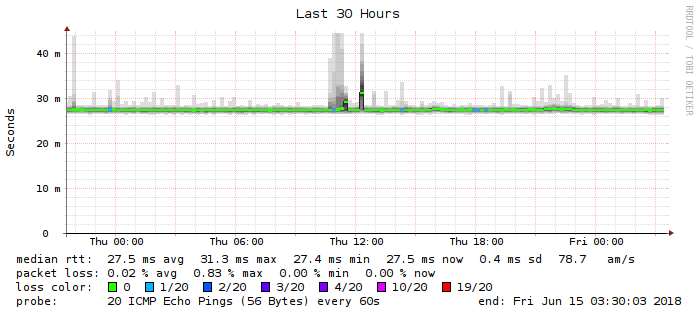 Last 30 Hours
RRDTOOL / TOBI OETIKER
Seconds
40 m
30 m
20 m
10 m
0
Thu 00:00 Thu 06:00 Thu 12:00 Thu 18:00 Fri 00:00
median rtt: 27.5 ms avg 31.3 ms max 27.4 ms min 27.5 ms now 0.4 ms sd 78.7 am/s
packet loss: 0.02 % avg 0.83 % max 0.00 % min 0.00 % now
loss color: 0 1/20 2/20 3/20 4/20 10/20 19/20
probe: 20 ICMP Echo Pings (56 Bytes) every 60s end: Fri Jun 15 03:30:03 2018